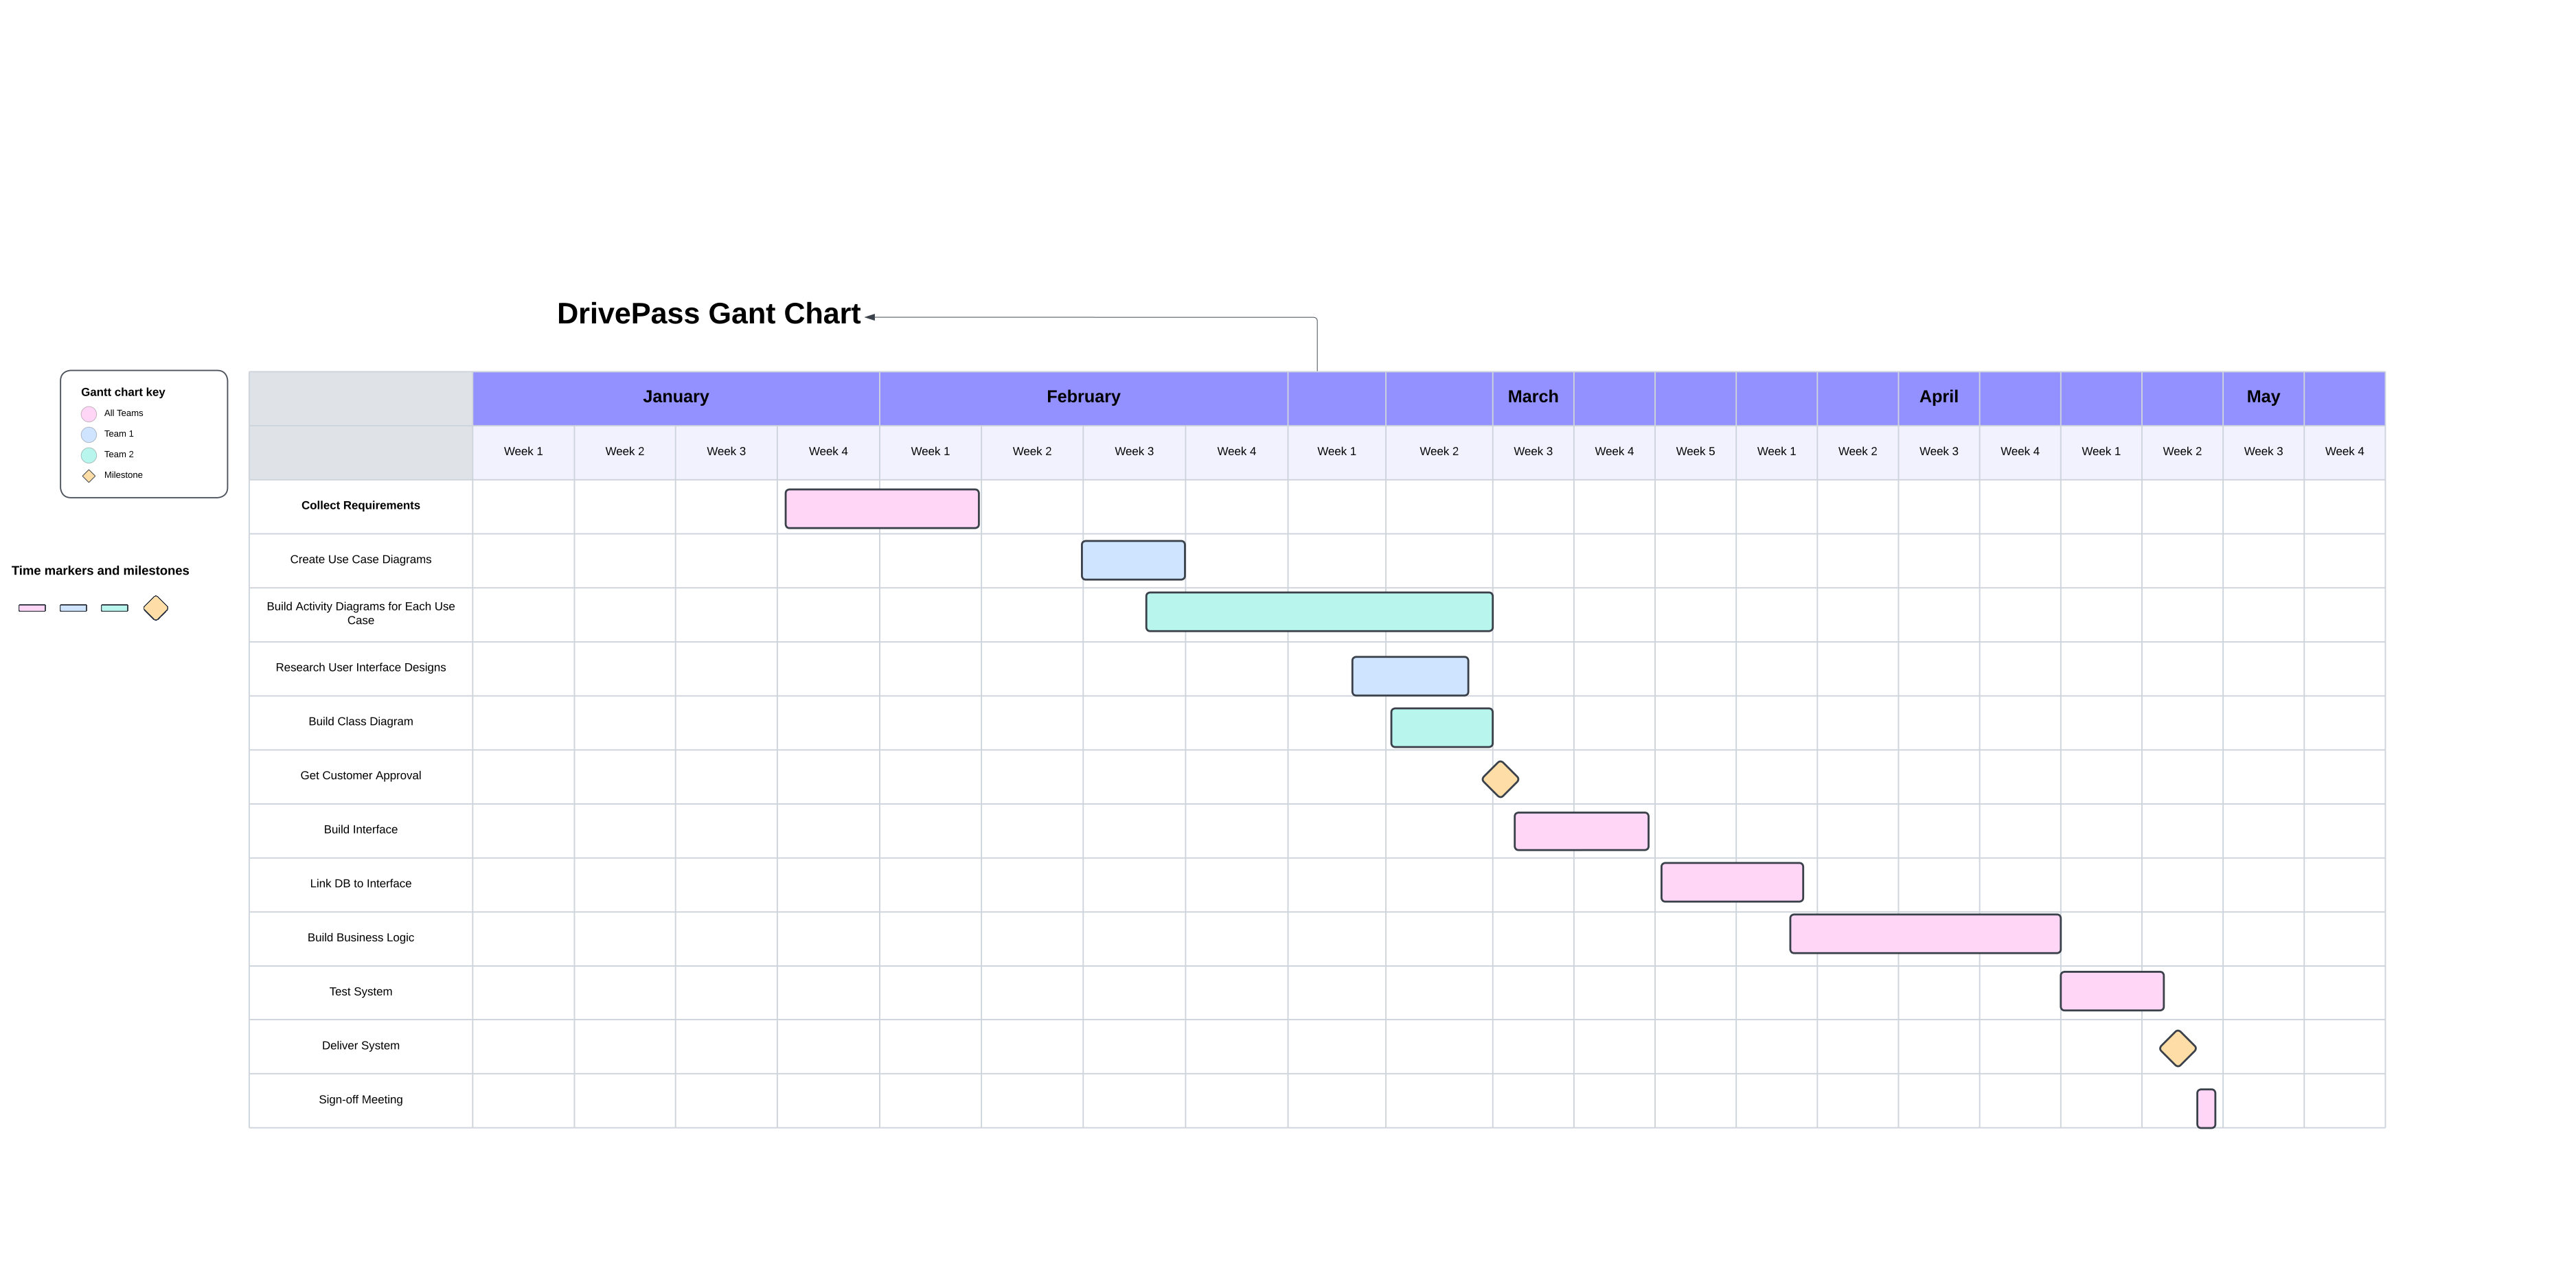 DrivePass Gant Chart
Gantt chart key
All Teams
Team 1
Team 2
Milestone
Time markers and milestones
January February March April May
Week 1 Week 2 Week 3 Week 4 Week 1 Week 2 Week 3 Week 4 Week 1 Week 2 Week 3 Week 4 Week 5 Week 1 Week 2 Week 3 Week 4 Week 1 Week 2 Week 3 Week 4
Collect Requirements
Create Use Case Diagrams
Build Activity Diagrams for Each Use
Case
Research User Interface Designs
Build Class Diagram
Get Customer Approval
Build Interface
Link DB to Interface
Build Business Logic
Test System
Deliver System
Sign-off Meeting